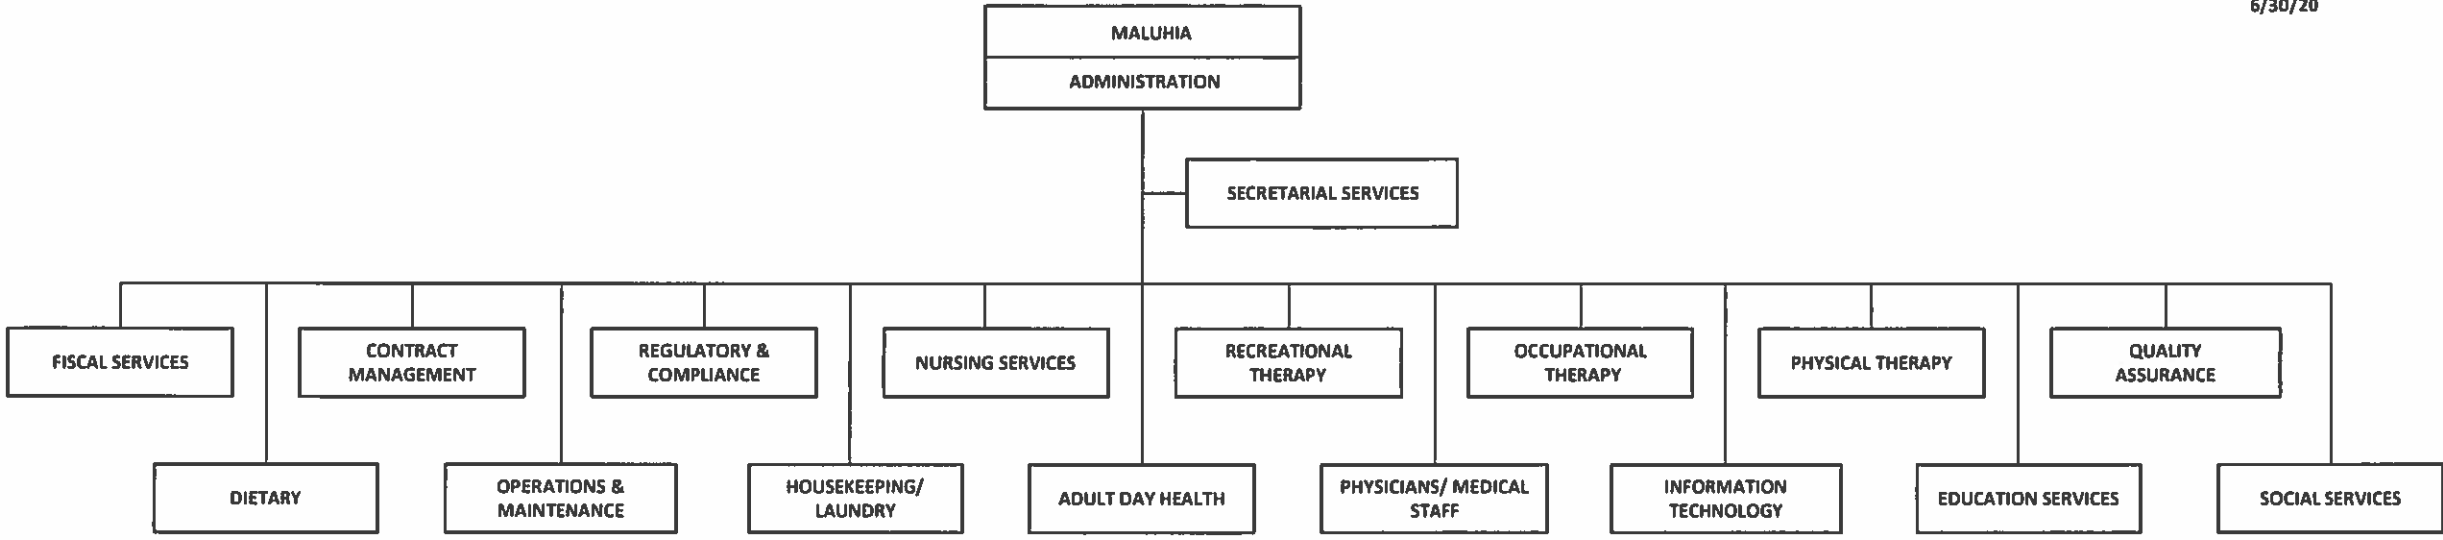 6/30/20
MALUHIA
ADMINISTRATION
SECRETARIAL SERVICES
FISCAL SERVICES
CONTRACT
MANAGEMENT
REGULATORY &
COMPLIANCE
NURSING SERVICES
RECREATIONAL
THERAPY
OCCUPATIONAL
THERAPY
PHYSICAL THERAPY
QUALITY
ASSURANCE
DIETARY
OPERATIONS &
MAINTENANCE
HOUSEKEEPING/
LAUNDRY
ADULT DAY HEALTH
PHYSICIANS/ MEDICAL
STAFF
INFORMATION
TECHNOLOGY
EDUCATION SERVICES
SOCIAL SERVICES